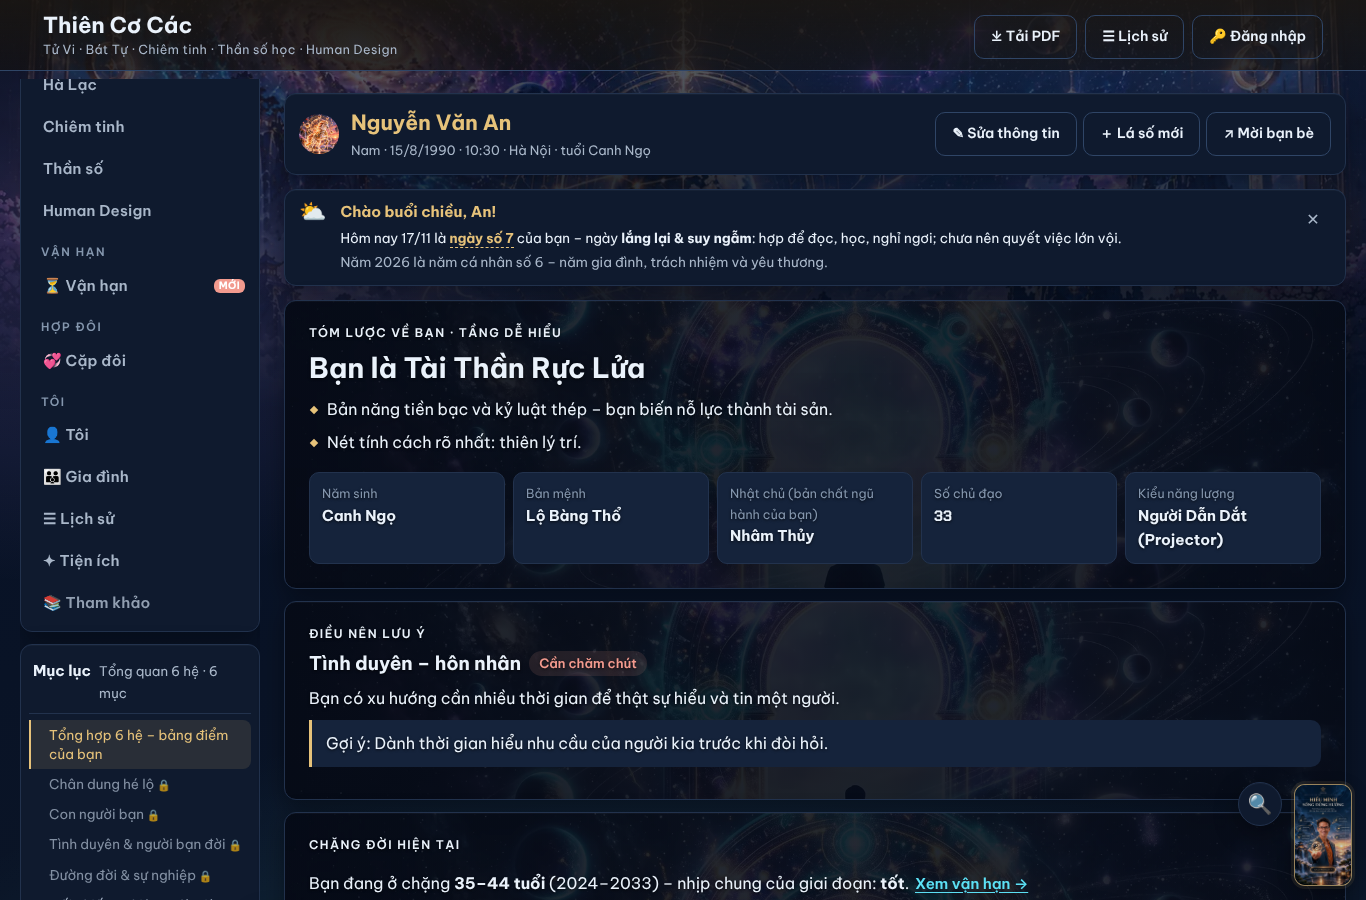 Thiên Cơ Các
Tử Vi · Bát Tự · Chiêm tinh · Thần số học · Human Design
Tải PDF
Lịch sử
Đăng nhập
Hà Lạc
Chiêm tinh
Thần số
Human Design
VẬN HẠN
Vận hạn
MỚI
HỢP ĐÔI
Cặp đôi
TÔI
Tôi
Gia đình
Lịch sử
Tiện ích
Tham khảo
Mục lục
Tổng quan 6 hệ · 6
mục
Tổng hợp 6 hệ – bảng điểm
của bạn
Chân dung hé lộ
Con người bạn
Tình duyên & người bạn đời
Đường đời & sự nghiệp
Nguyễn Văn An
Nam · 15/8/1990 · 10:30 · Hà Nội · tuổi Canh Ngọ
Sửa thông tin
+ Lá số mới
Mời bạn bè
Chào buổi chiều, An!
Hôm nay 17/11 là ngày số 7 của bạn – ngày lắng lại & suy ngẫm: hợp để đọc, học, nghỉ ngơi; chưa nên quyết việc lớn vội.
Năm 2026 là năm cá nhân số 6 – năm gia đình, trách nhiệm và yêu thương.
TÓM LƯỢC VỀ BẠN · TẦNG DỄ HIỂU
Bạn là Tài Thần Rực Lửa
Bản năng tiền bạc và kỷ luật thép – bạn biến nỗ lực thành tài sản.
Nét tính cách rõ nhất: thiên lý trí.
Năm sinh
Canh Ngọ
Bản mệnh
Lộ Bàng Thổ
Nhật chủ (bản chất ngũ
hành của bạn)
Nhâm Thủy
Số chủ đạo
33
Kiểu năng lượng
Người Dẫn Dắt
(Projector)
ĐIỀU NÊN LƯU Ý
Tình duyên – hôn nhân
Cần chăm chút
Bạn có xu hướng cần nhiều thời gian để thật sự hiểu và tin một người.
Gợi ý: Dành thời gian hiểu nhu cầu của người kia trước khi đòi hỏi.
CHẶNG ĐỜI HIỆN TẠI
Bạn đang ở chặng 35–44 tuổi (2024–2033) – nhịp chung của giai đoạn: tốt. Xem vận hạn →